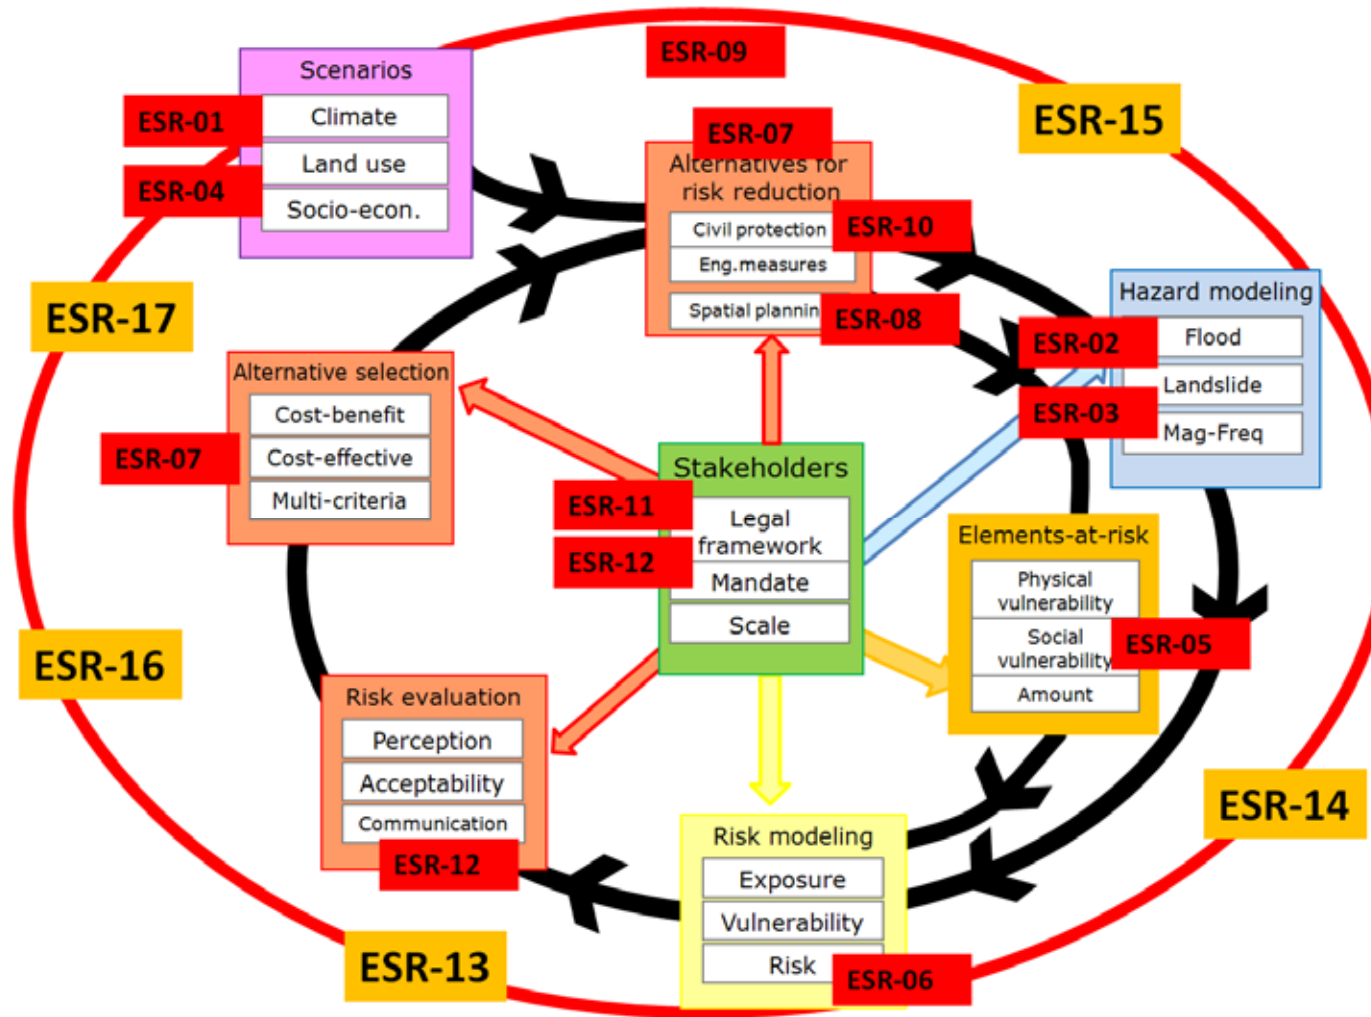 ESR-09
Scenarios
ESR-01
Climate
ESR-04
Land use
Socio-econ.
ESR-15
ESR-07
Alternatives for
risk reduction
Civil protection
ESR-10
Eng.measures
Spatial plannin
ESR-08
Hazard modeling
ESR-02
Flood
Landslide
ESR-03
Mag-Freq
ESR-17
Alternative selection
Cost-benefit
ESR-07
Cost-effective
Multi-criteria
Stakeholders
ESR-11
Legal
framework
ESR-12
Mandate
Scale
Elements-at-risk
Physical
vulnerability
Social
vulnerability
ESR-05
Amount
ESR-16
Risk evaluation
Perception
Acceptability
Communication
ESR-12
ESR-14
Risk modeling
Exposure
Vulnerability
Risk
ESR-06
ESR-13